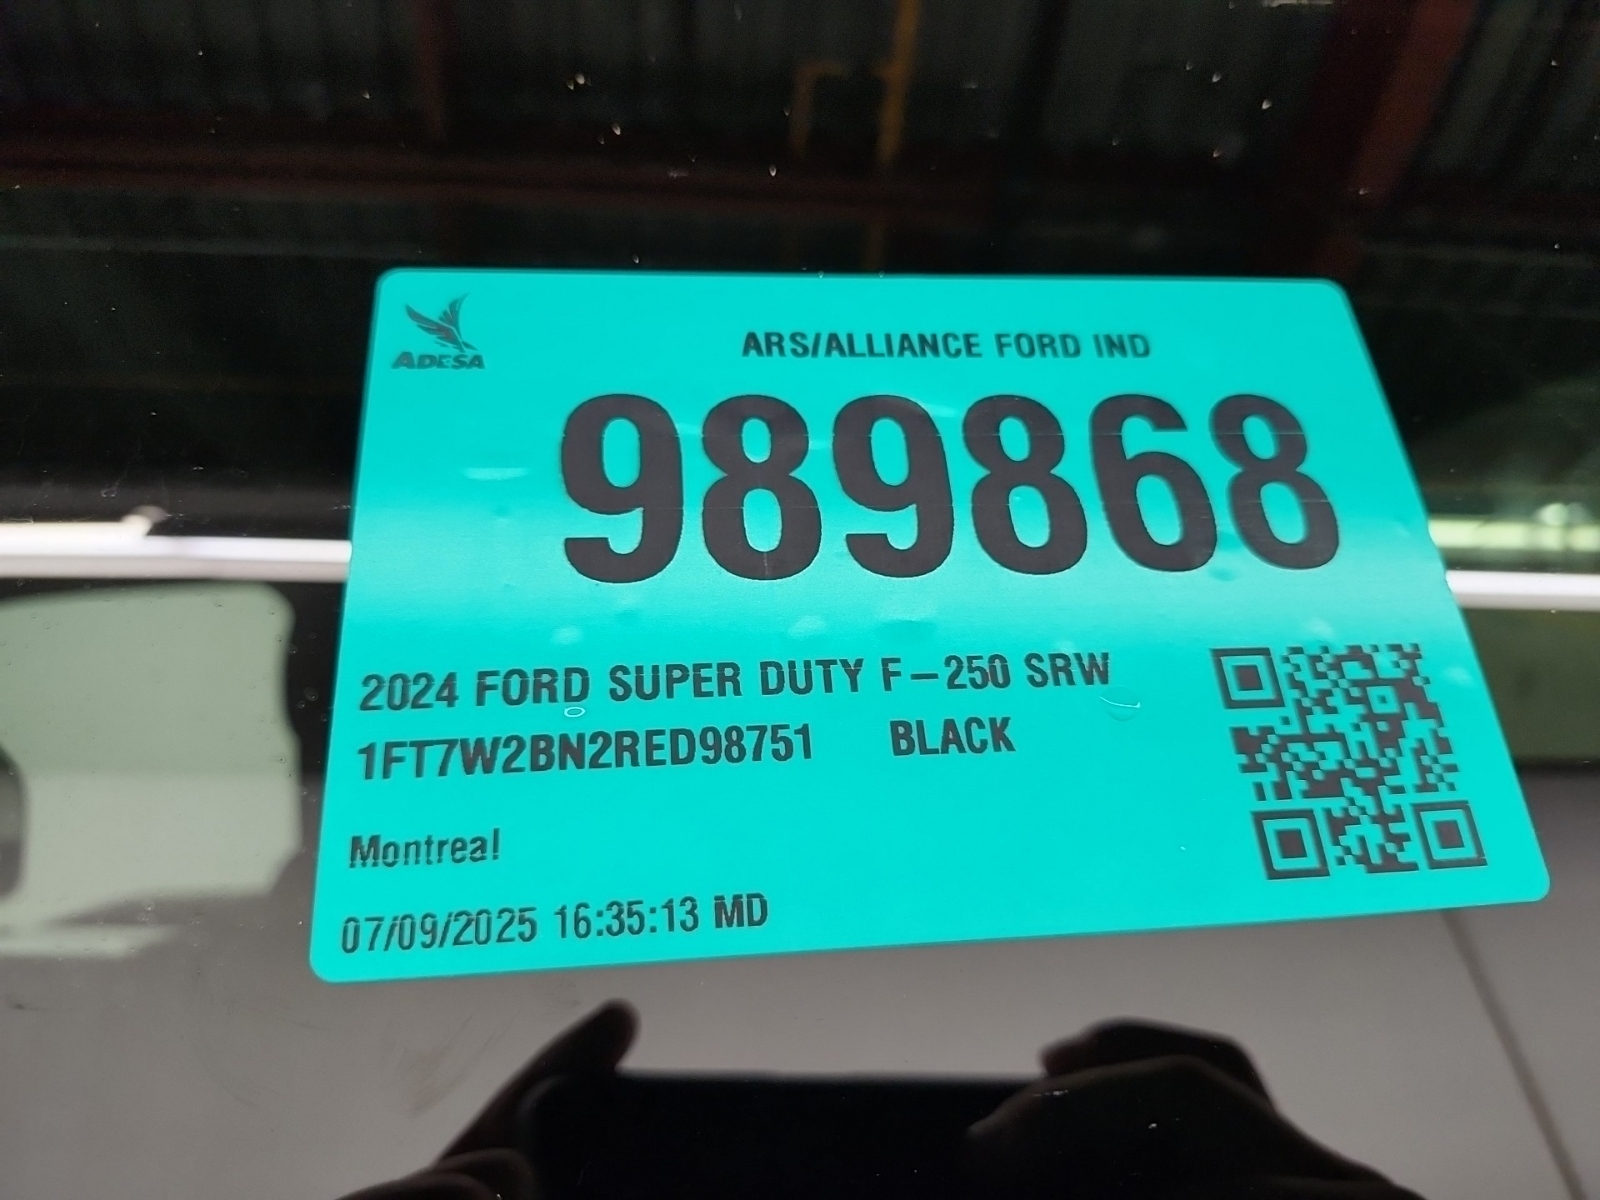 ADESA
ARS/ALLIANCE FORD IND
989868
2024 FORD SUPER DUTY F-250 SRW
1FT7W2BN2RED98751 BLACK
Montreal
07/09/2025 16:35:13 MD